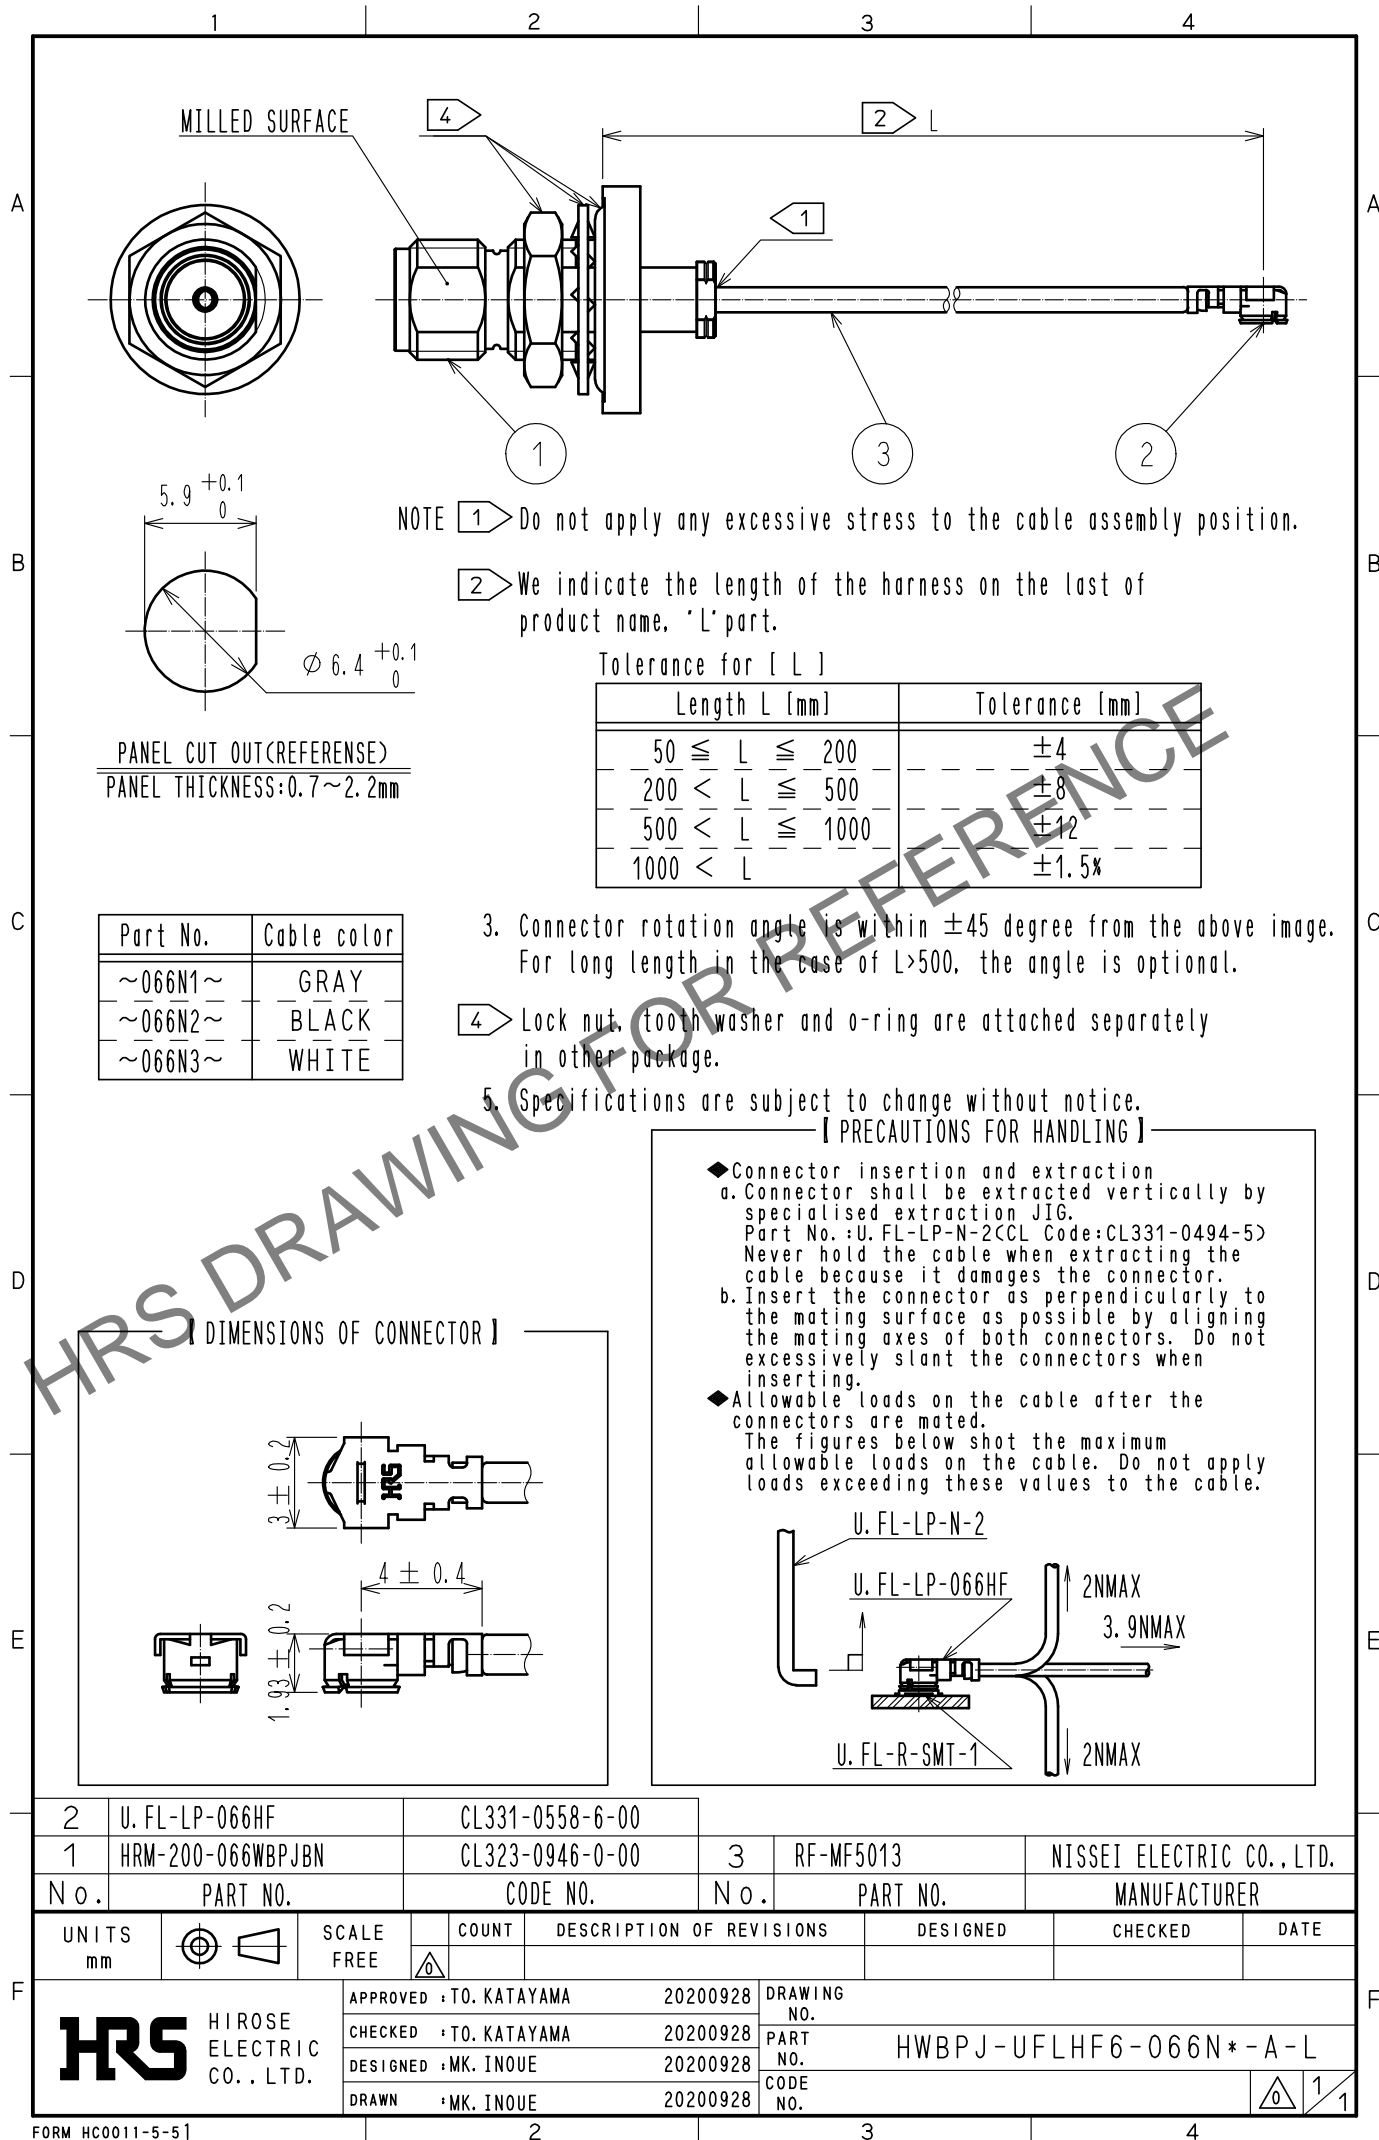 1 2 3 4
A A
B B
C C
D D
E E
F F
MILLED SURFACE
4
2 L
1
1
3
2
5.9 +0.1 0
Ø 6.4 +0.1 0
PANEL CUT OUT(REFERENSE)
PANEL THICKNESS:0.7~2.2mm
NOTE 1 Do not apply any excessive stress to the cable assembly position.
2 We indicate the length of the harness on the last of
product name. "L"part.
Tolerance for [ L ]
Length L [mm] Tolerance [mm]
50 ≦ L ≦ 200 ±4
200 < L ≦ 500 ±8
500 < L ≦ 1000 ±12
1000 < L ±1.5%
Part No. Cable color
~066N1~ GRAY
~066N2~ BLACK
~066N3~ WHITE
3. Connector rotation angle is within ±45 degree from the above image.
For long length in the case of L>500, the angle is optional.
4 Lock nut, tooth washer and o-ring are attached separately
in other package.
5. Specifications are subject to change without notice.
HRS DRAWING FOR REFERENCE
【 PRECAUTIONS FOR HANDLING 】
◆Connector insertion and extraction
a. Connector shall be extracted vertically by
specialised extraction JIG.
Part No.:U.FL-LP-N-2(CL Code:CL331-0494-5)
Never hold the cable when extracting the
cable because it damages the connector.
b. Insert the connector as perpendicularly to
the mating surface as possible by aligning
the mating axes of both connectors. Do not
excessively slant the connectors when
inserting.
◆Allowable loads on the cable after the
connectors are mated.
The figures below shot the maximum
allowable loads on the cable. Do not apply
loads exceeding these values to the cable.
U.FL-LP-N-2
U.FL-LP-066HF
2NMAX
3.9NMAX
U.FL-R-SMT-1
2NMAX
【 DIMENSIONS OF CONNECTOR 】
3 ± 0.2
HRS
4 ± 0.4
1.93 ± 0.2
2 U.FL-LP-066HF CL331-0558-6-00
1 HRM-200-066WBPJBN CL323-0946-0-00 3 RF-MF5013 NISSEI ELECTRIC CO.,LTD.
No. PART NO. CODE NO. No. PART NO. MANUFACTURER
UNITS mm
SCALE FREE
COUNT DESCRIPTION OF REVISIONS DESIGNED CHECKED DATE
0
HRS HIROSE ELECTRIC CO.,LTD.
APPROVED :TO.KATAYAMA 20200928
CHECKED :TO.KATAYAMA 20200928
DESIGNED :MK.INOUE 20200928
DRAWN :MK.INOUE 20200928
DRAWING NO.
PART NO. HWBPJ-UFLHF6-066N*-A-L
CODE NO.
0 1/1
FORM HC0011-5-5
1 2 3 4